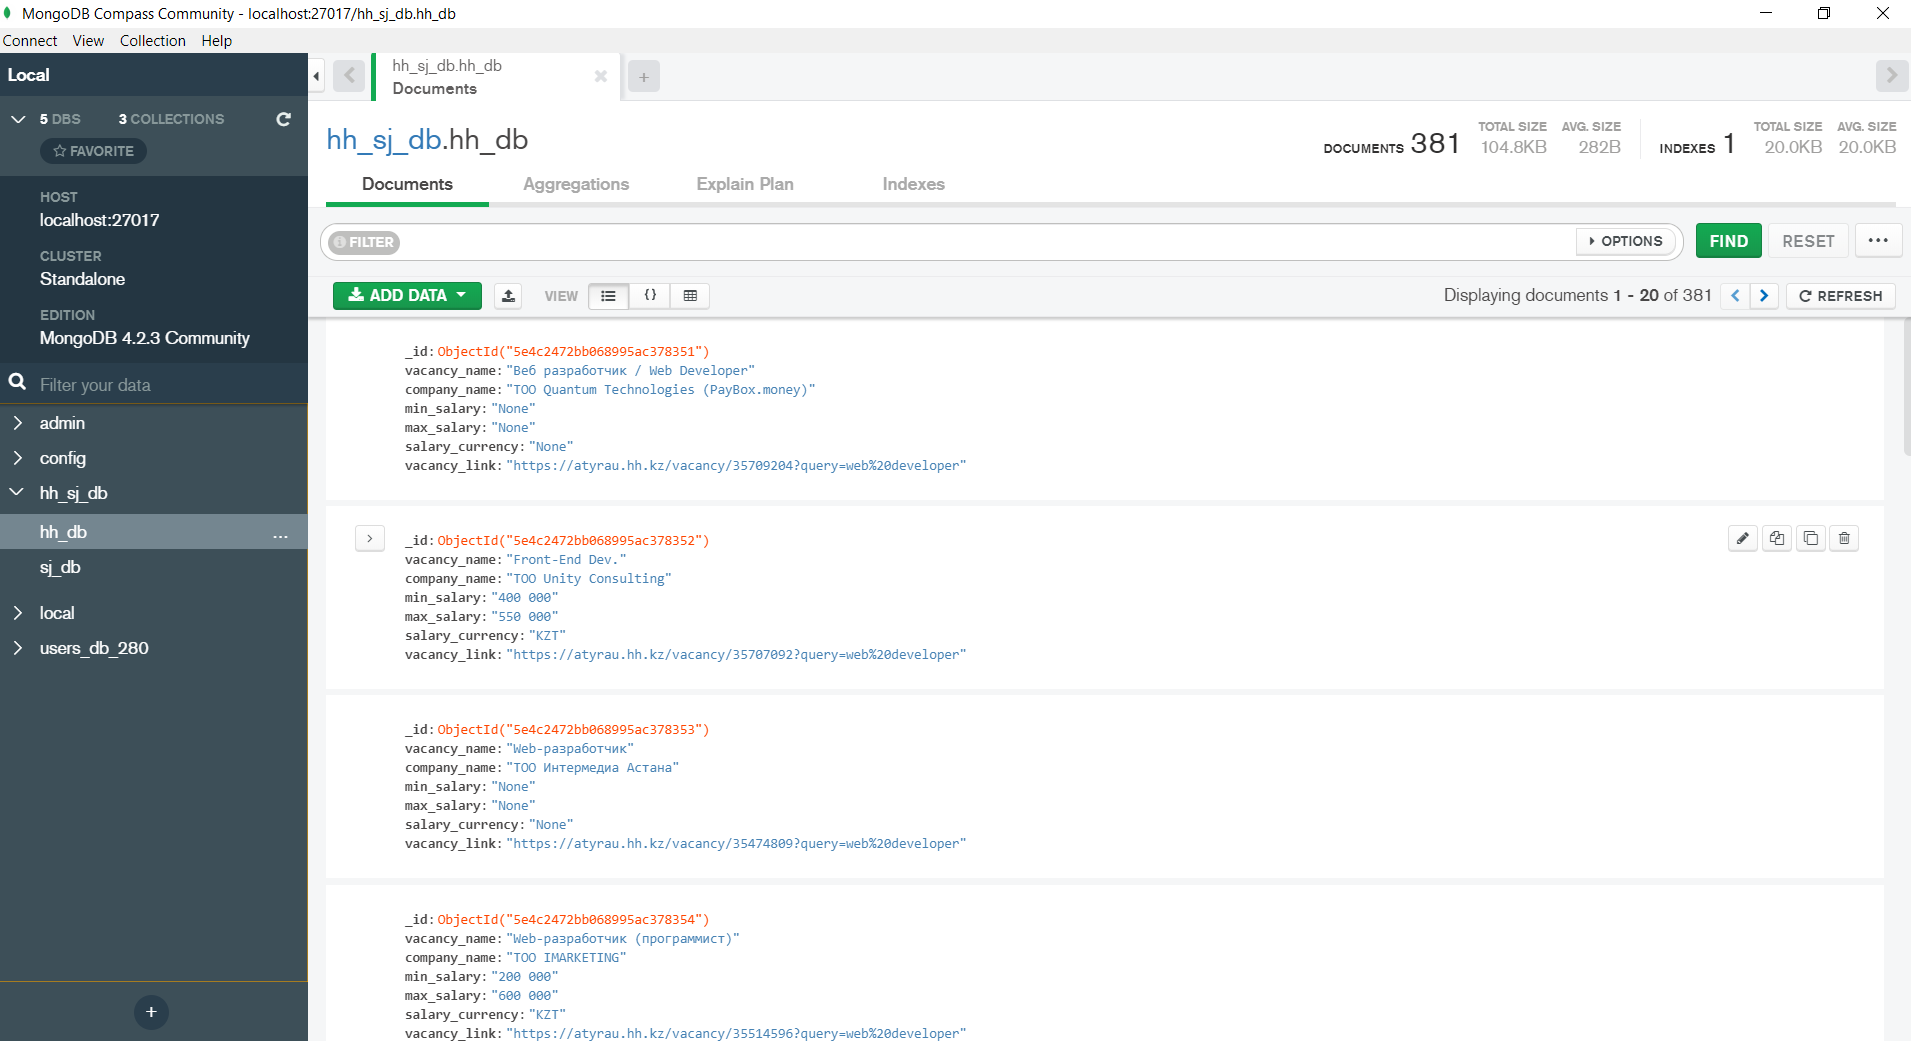 MongoDB Compass Community - localhost:27017/hh_sj_db.hh_db
Connect View Collection Help
Local
5 DBS 3 COLLECTIONS
FAVORITE
HOST
localhost:27017
CLUSTER
Standalone
EDITION
MongoDB 4.2.3 Community
Filter your data
admin
config
hh_sj_db
hh_db ...
sj_db
local
users_db_280
+
hh_sj_db.hh_db
Documents
+
hh_sj_db.hh_db
DOCUMENTS 381 TOTAL SIZE 104.8KB AVG. SIZE 282B INDEXES 1 TOTAL SIZE 20.0KB AVG. SIZE 20.0KB
Documents Aggregations Explain Plan Indexes
FILTER OPTIONS FIND RESET ...
ADD DATA VIEW {} Displaying documents 1 - 20 of 381 REFRESH
_id: ObjectId("5e4c2472bb068995ac378351")
vacancy_name: "Веб разработчик / Web Developer"
company_name: "ТОО Quantum Technologies (PayBox.money)"
min_salary: "None"
max_salary: "None"
salary_currency: "None"
vacancy_link: "https://atyrau.hh.kz/vacancy/35709204?query=web%20developer"
_id: ObjectId("5e4c2472bb068995ac378352")
vacancy_name: "Front-End Dev."
company_name: "ТОО Unity Consulting"
min_salary: "400 000"
max_salary: "550 000"
salary_currency: "KZT"
vacancy_link: "https://atyrau.hh.kz/vacancy/35707092?query=web%20developer"
_id: ObjectId("5e4c2472bb068995ac378353")
vacancy_name: "Web-разработчик"
company_name: "ТОО Интермедиа Астана"
min_salary: "None"
max_salary: "None"
salary_currency: "None"
vacancy_link: "https://atyrau.hh.kz/vacancy/35474809?query=web%20developer"
_id: ObjectId("5e4c2472bb068995ac378354")
vacancy_name: "Web-разработчик (программист)"
company_name: "ТОО IMARKETING"
min_salary: "200 000"
max_salary: "600 000"
salary_currency: "KZT"
vacancy_link: "https://atyrau.hh.kz/vacancy/35514596?query=web%20developer"